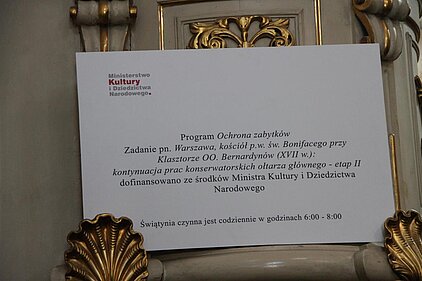 Ministerstwo
Kultury
i Dziedzictwa
Narodowego.
Program Ochrona zabytków
Zadanie pn. Warszawa, kościół p.w. św. Bonifacego przy
Klasztorze OO. Bernardynów (XVII w.):
kontynuacja prac konserwatorskich ołtarza głównego - etap II
dofinansowano ze środków Ministra Kultury i Dziedzictwa
Narodowego
Świątynia czynna jest codziennie w godzinach 6:00 - 8:00